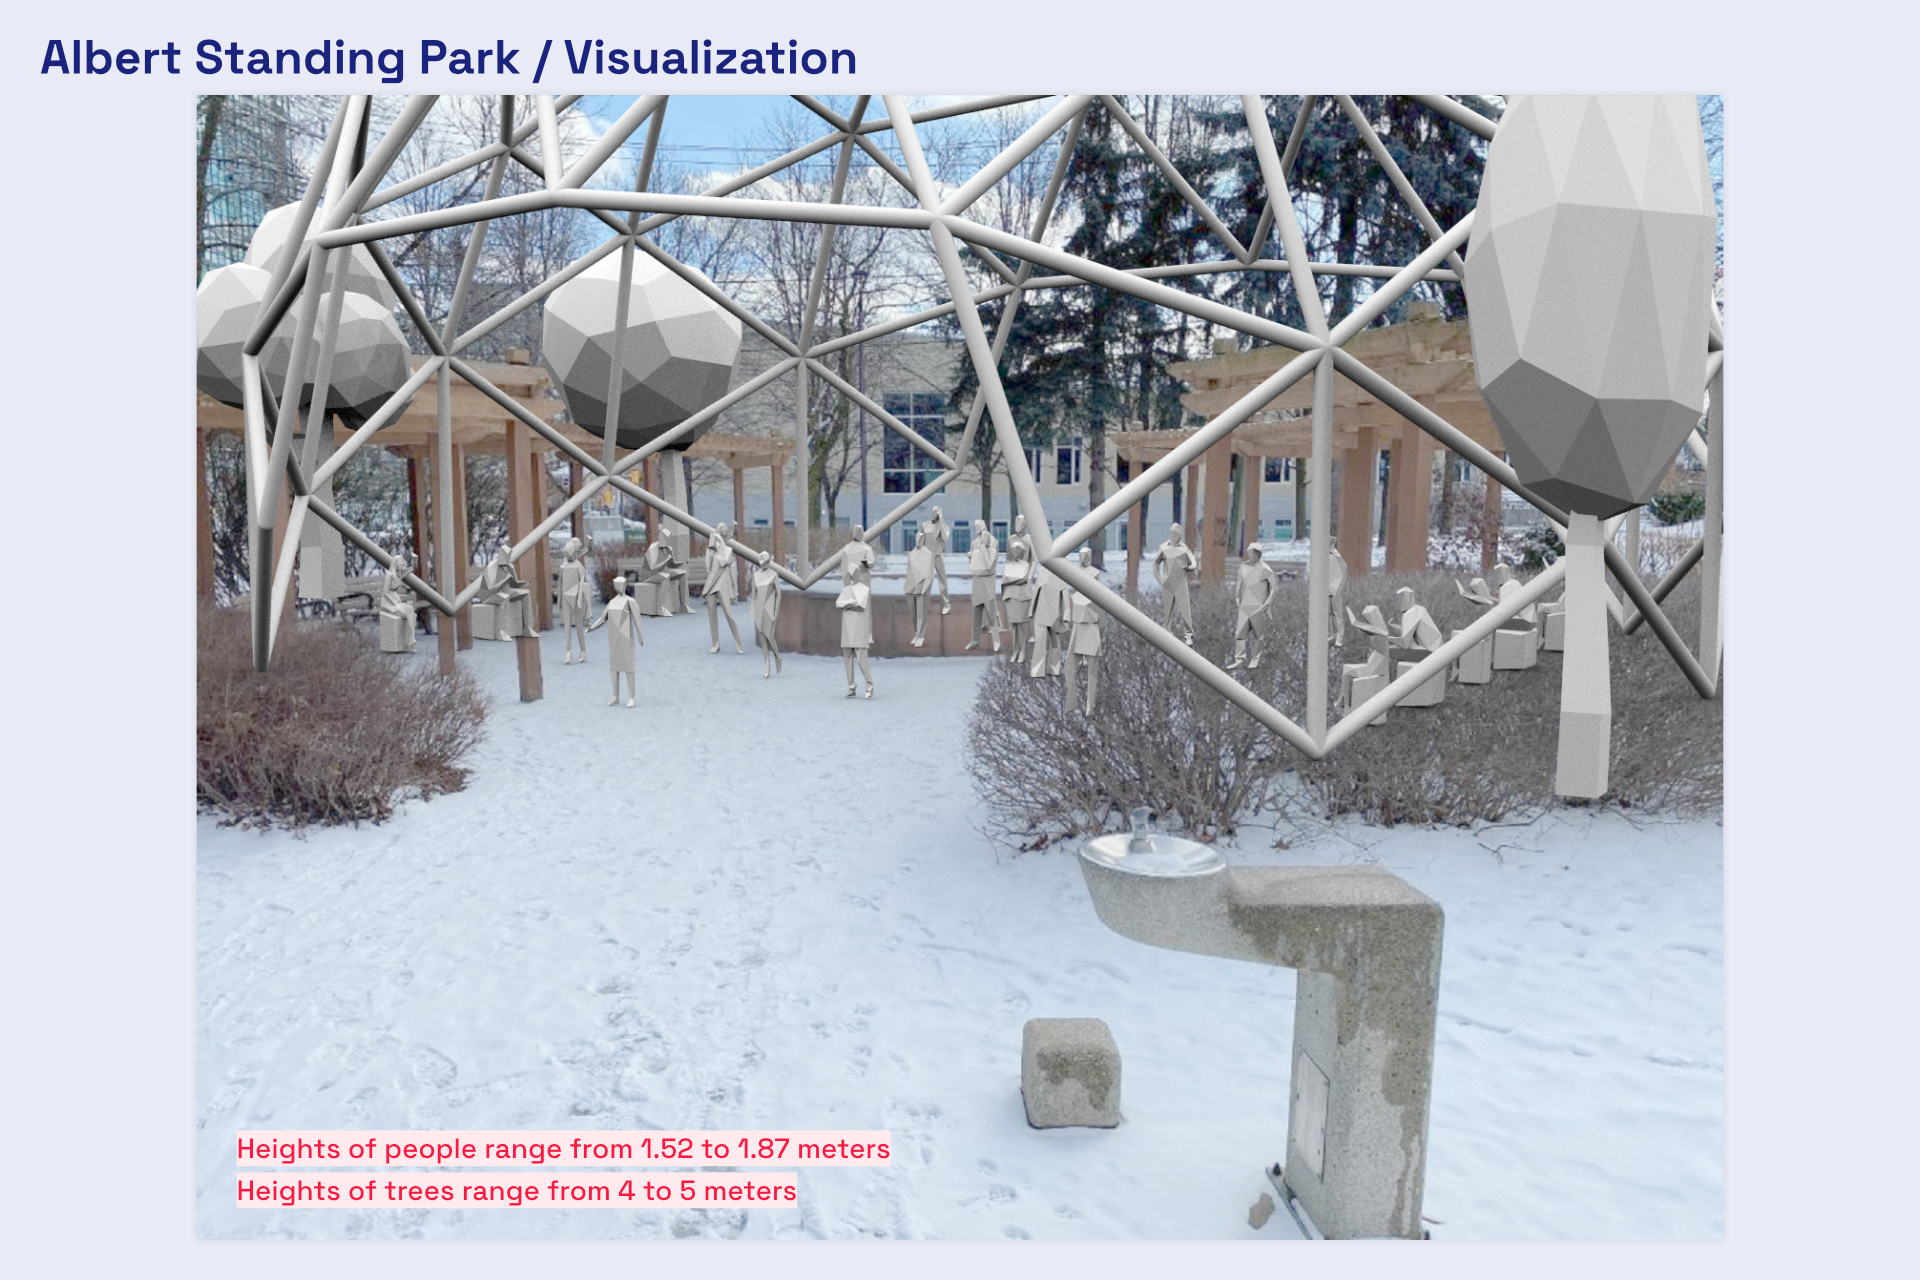 Albert Standing Park / Visualization
Heights of people range from 1.52 to 1.87 meters
Heights of trees range from 4 to 5 meters